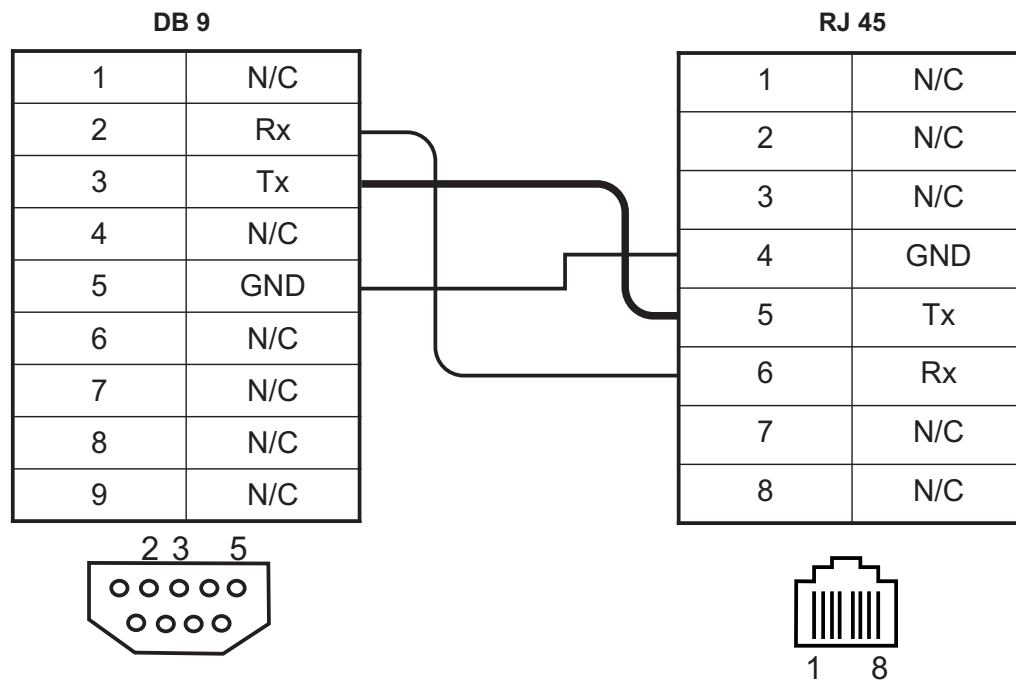 DB 9
1 N/C
2 Rx
3 Tx
4 N/C
5 GND
6 N/C
7 N/C
8 N/C
9 N/C
2 3 5
RJ 45
1 N/C
2 N/C
3 N/C
4 GND
5 Tx
6 Rx
7 N/C
8 N/C
1 8